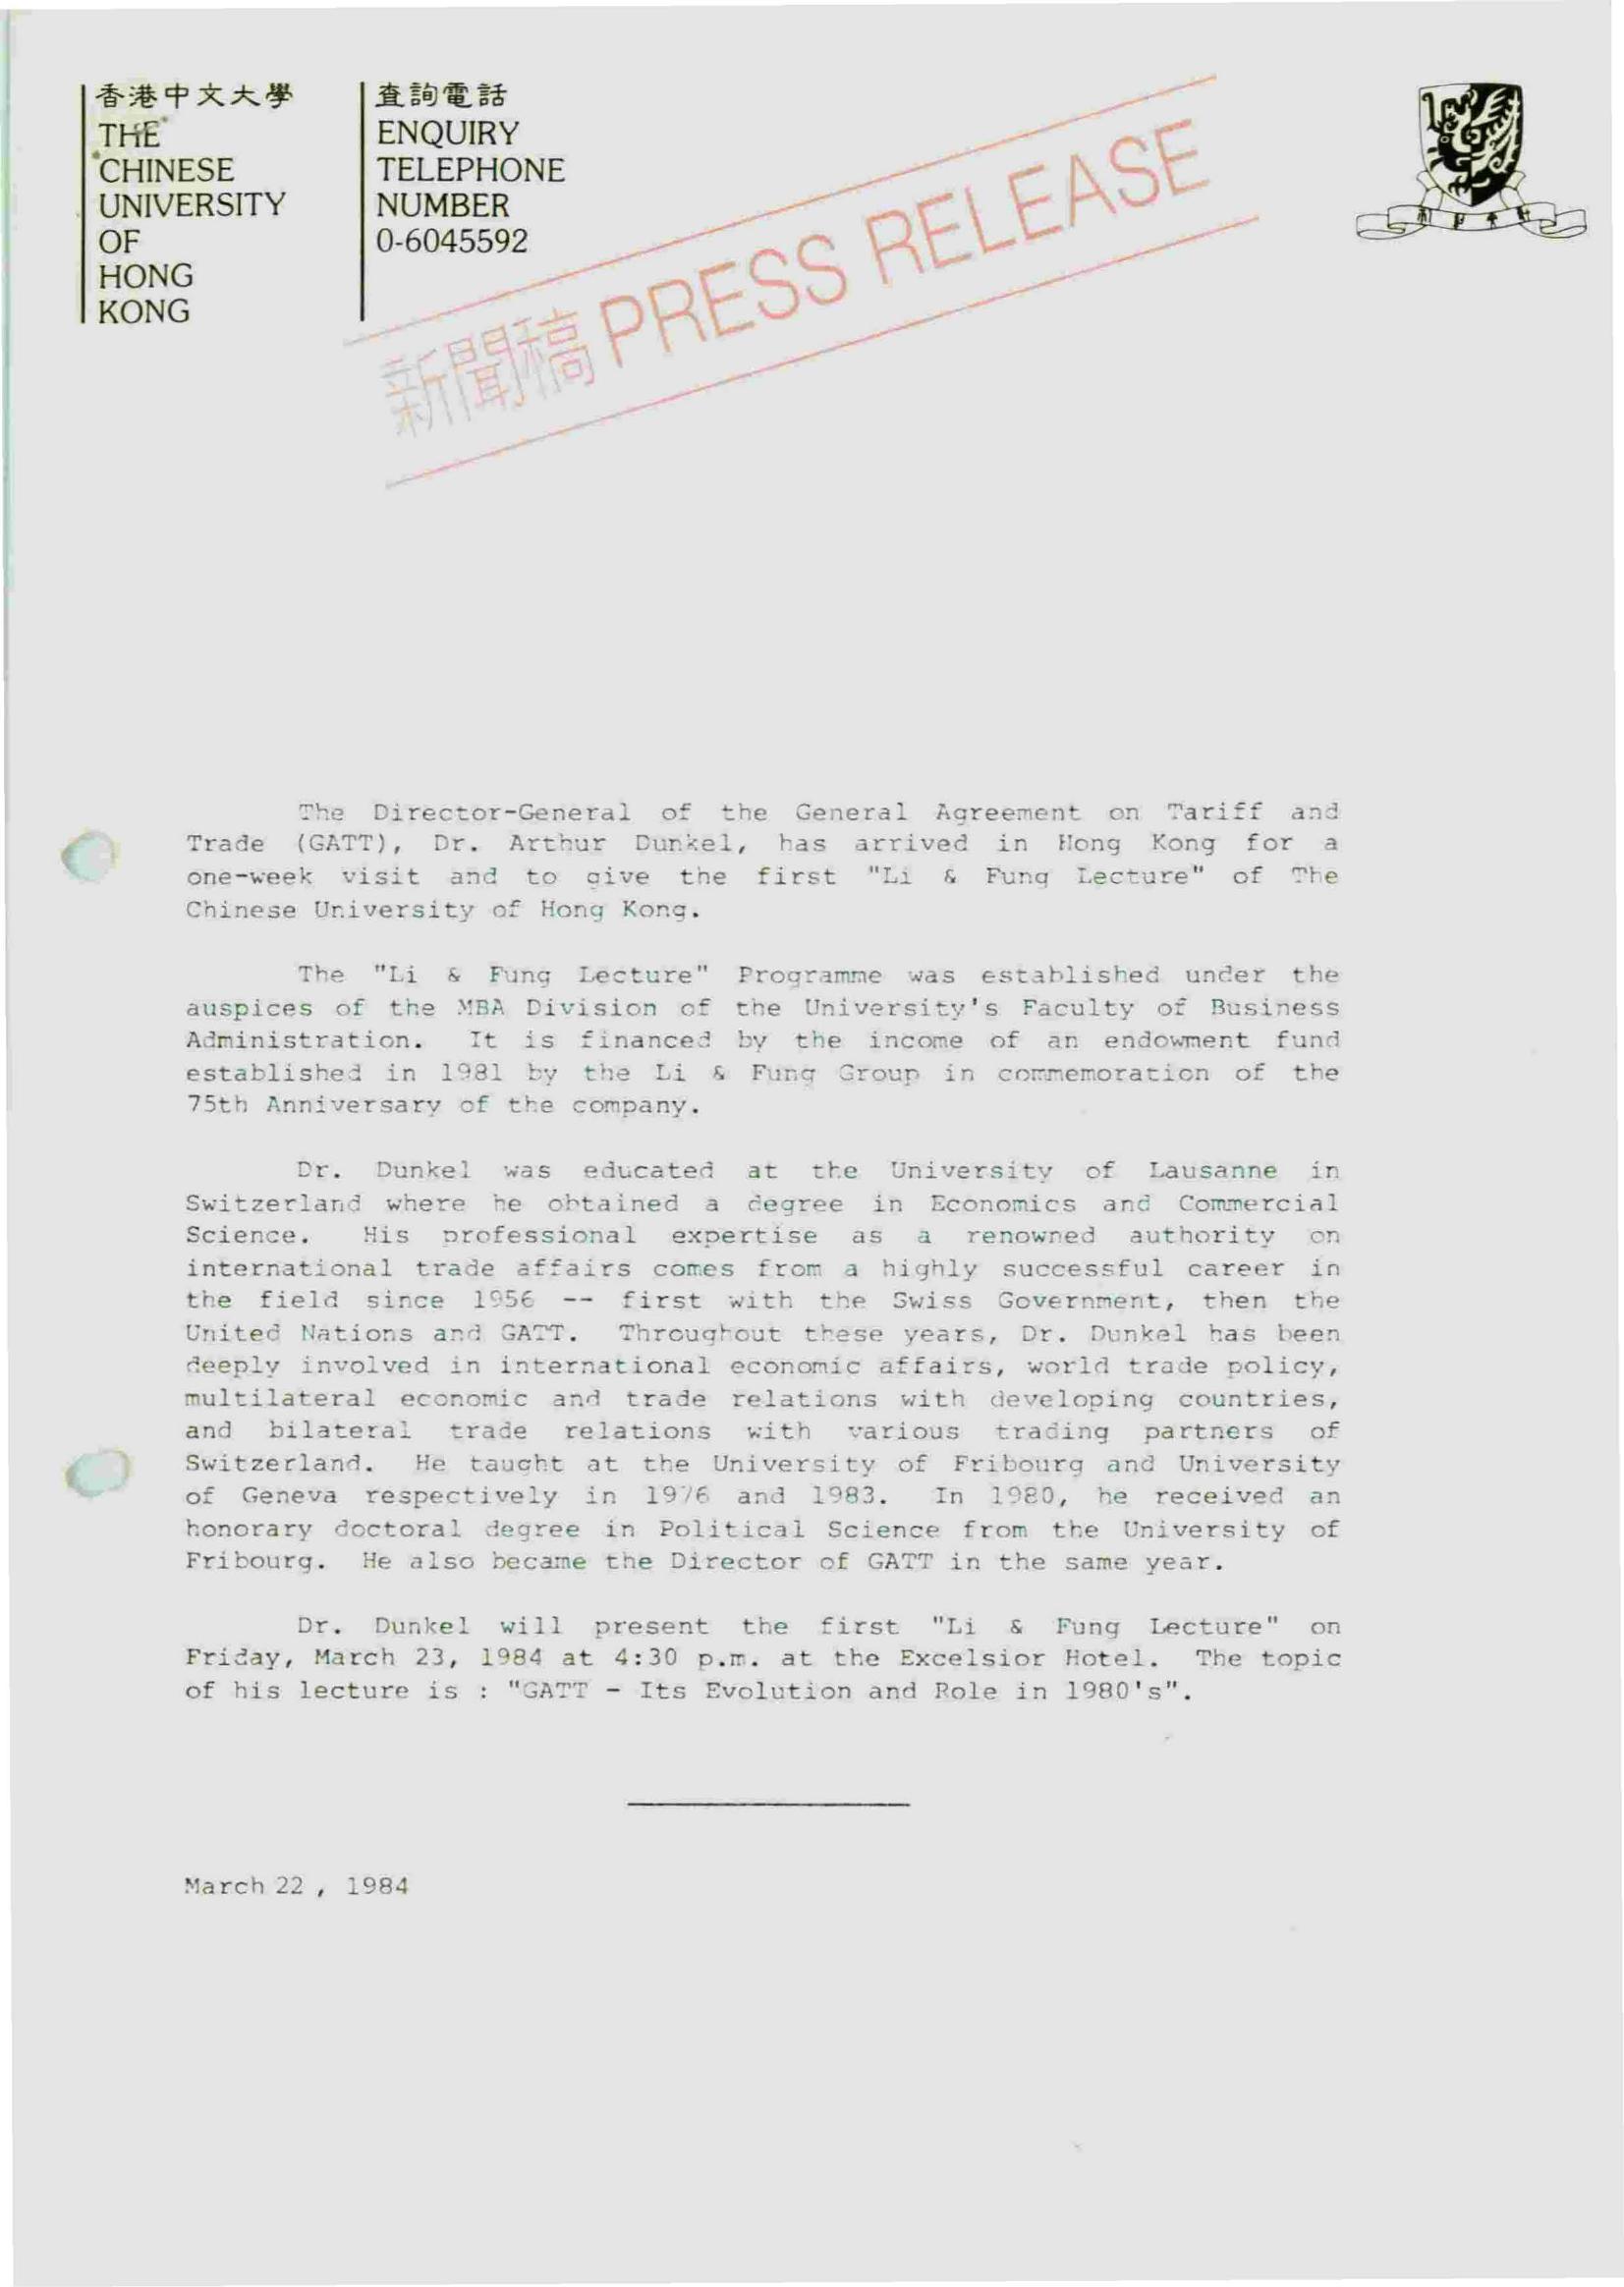 香港中文大學
THE
CHINESE
UNIVERSITY
OF
HONG
KONG
查詢電話
ENQUIRY
TELEPHONE
NUMBER
0-6045592
新聞稿 PRESS RELEASE
The Director-General of the General Agreement on Tariff and
Trade (GATT), Dr. Arthur Dunkel, has arrived in Hong Kong for a
one-week visit and to give the first "Li & Fung Lecture" of The
Chinese University of Hong Kong.
The "Li & Fung Lecture" Programme was established under the
auspices of the MBA Division of the University's Faculty of Business
Administration. It is financed by the income of an endowment fund
established in 1981 by the Li & Fung Group in commemoration of the
75th Anniversary of the company.
Dr. Dunkel was educated at the University of Lausanne in
Switzerland where he obtained a degree in Economics and Commercial
Science. His professional expertise as a renowned authority on
international trade affairs comes from a highly successful career in
the field since 1956 -- first with the Swiss Government, then the
United Nations and GATT. Throughout these years, Dr. Dunkel has been
deeply involved in international economic affairs, world trade policy,
multilateral economic and trade relations with developing countries,
and bilateral trade relations with various trading partners of
Switzerland. He taught at the University of Fribourg and University
of Geneva respectively in 1976 and 1983. In 1980, he received an
honorary doctoral degree in Political Science from the University of
Fribourg. He also became the Director of GATT in the same year.
Dr. Dunkel will present the first "Li & Fung Lecture" on
Friday, March 23, 1984 at 4:30 p.m. at the Excelsior Hotel. The topic
of his lecture is : "GATT - Its Evolution and Role in 1980's".
March 22 , 1984